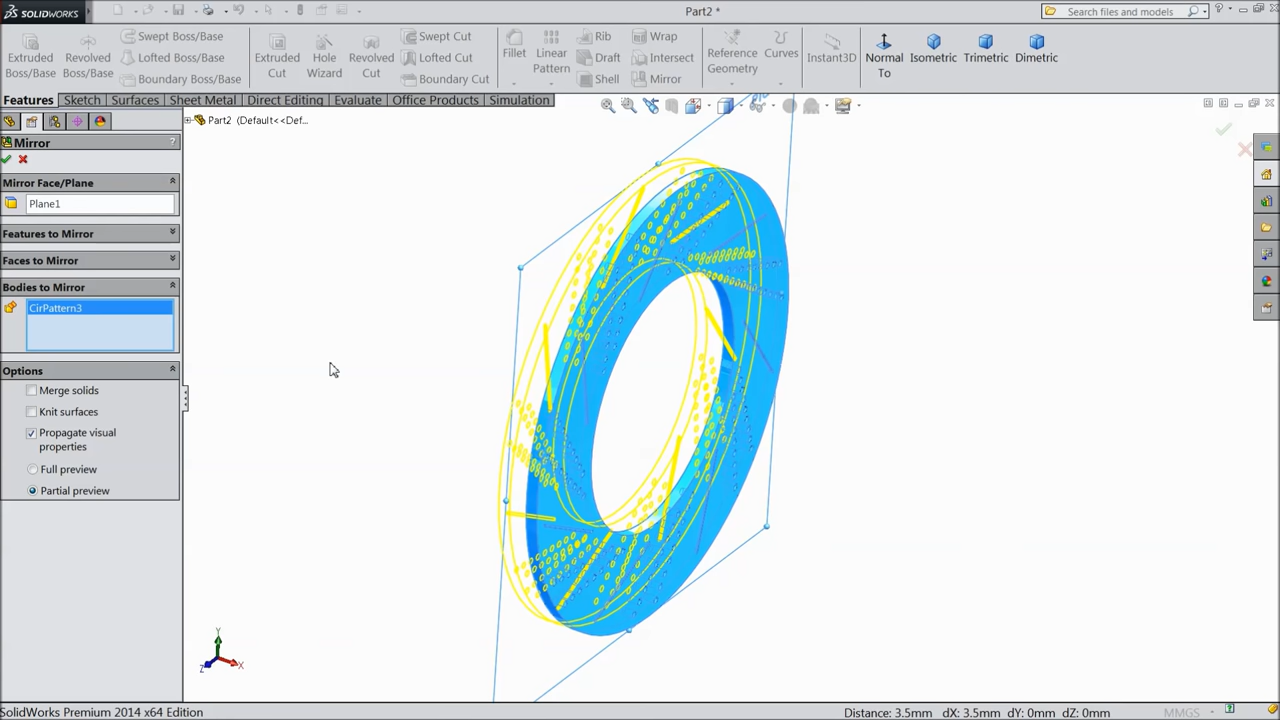 SOLIDWORKS
Part2 *
Search files and models
Extruded Boss/Base
Revolved Boss/Base
Swept Boss/Base
Lofted Boss/Base
Boundary Boss/Base
Extruded Cut
Hole Wizard
Revolved Cut
Swept Cut
Lofted Cut
Boundary Cut
Fillet
Linear Pattern
Rib
Draft
Shell
Wrap
Intersect
Mirror
Reference Geometry
Curves
Instant3D
Normal To
Isometric
Trimetric
Dimetric
Features
Sketch
Surfaces
Sheet Metal
Direct Editing
Evaluate
Office Products
Simulation
Part2 (Default<<Def...
Mirror
?
Mirror Face/Plane
Plane1
Features to Mirror
Faces to Mirror
Bodies to Mirror
CirPattern3
Options
Merge solids
Knit surfaces
Propagate visual
properties
Full preview
Partial preview
Y
Z
X
SolidWorks Premium 2014 x64 Edition
Distance: 3.5mm dX: 3.5mm dY: 0mm dZ: 0mm
MMGS